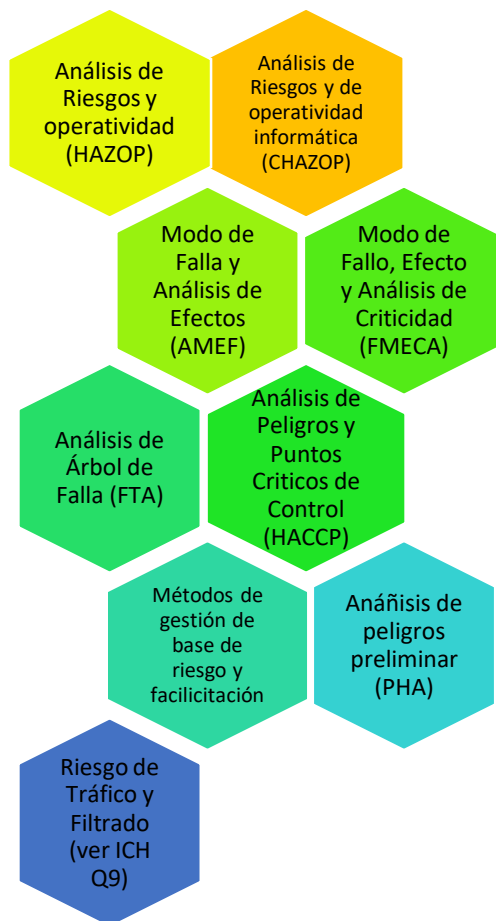 Análisis de
Riesgos y
operatividad
(HAZOP)
Análisis de
Riesgos y de
operatividad
informática
(CHAZOP)
Modo de
Falla y
Análisis de
Efectos
(AMEF)
Modo de
Fallo, Efecto
y Análisis de
Criticidad
(FMECA)
Análisis de
Árbol de
Falla (FTA)
Análisis de
Peligros y
Puntos
Criticos de
Control
(HACCP)
Métodos de
gestión de
base de
riesgo y
facilicitación
Anáñisis de
peligros
preliminar
(PHA)
Riesgo de
Tráfico y
Filtrado
(ver ICH
Q9)